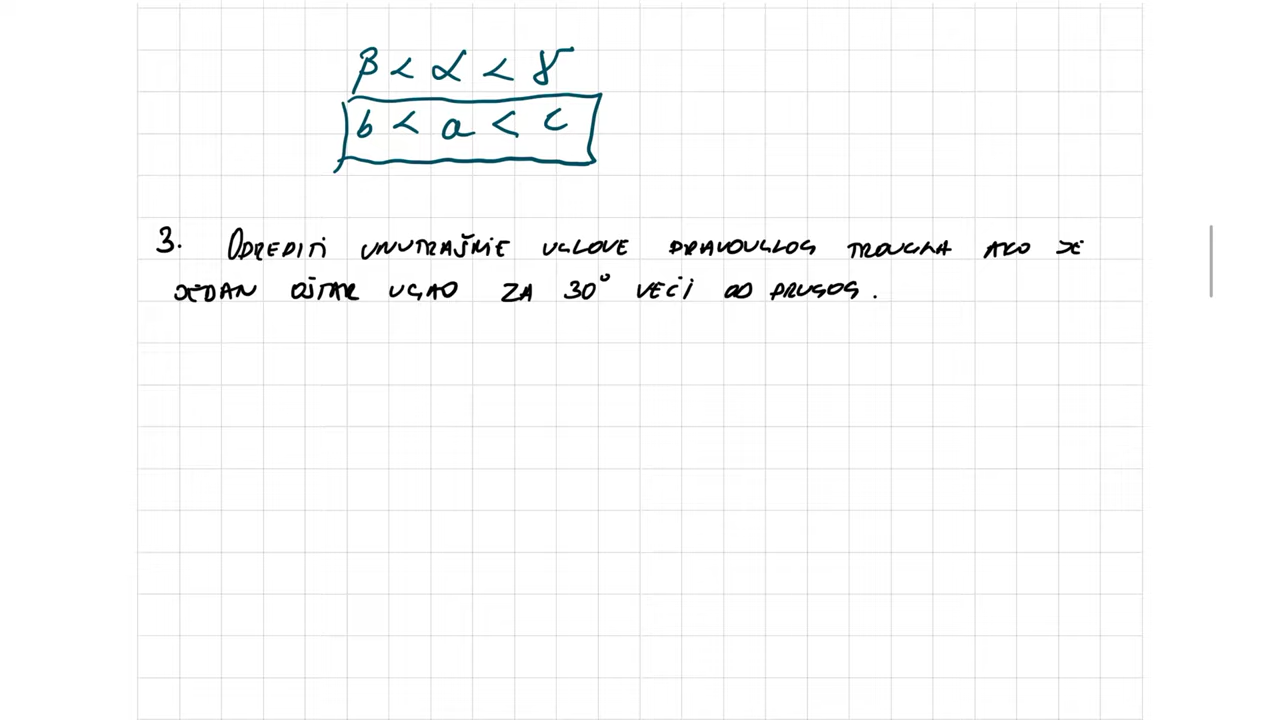 β < α < γ
b < a < c
3. ODREDITI UNUTRAŠNJE UGLOVE PRAVOUGLOG TROUGLA AKO JE
JEDAN OŠTAR UGAO ZA 30° VEĆI OD DRUGOG.